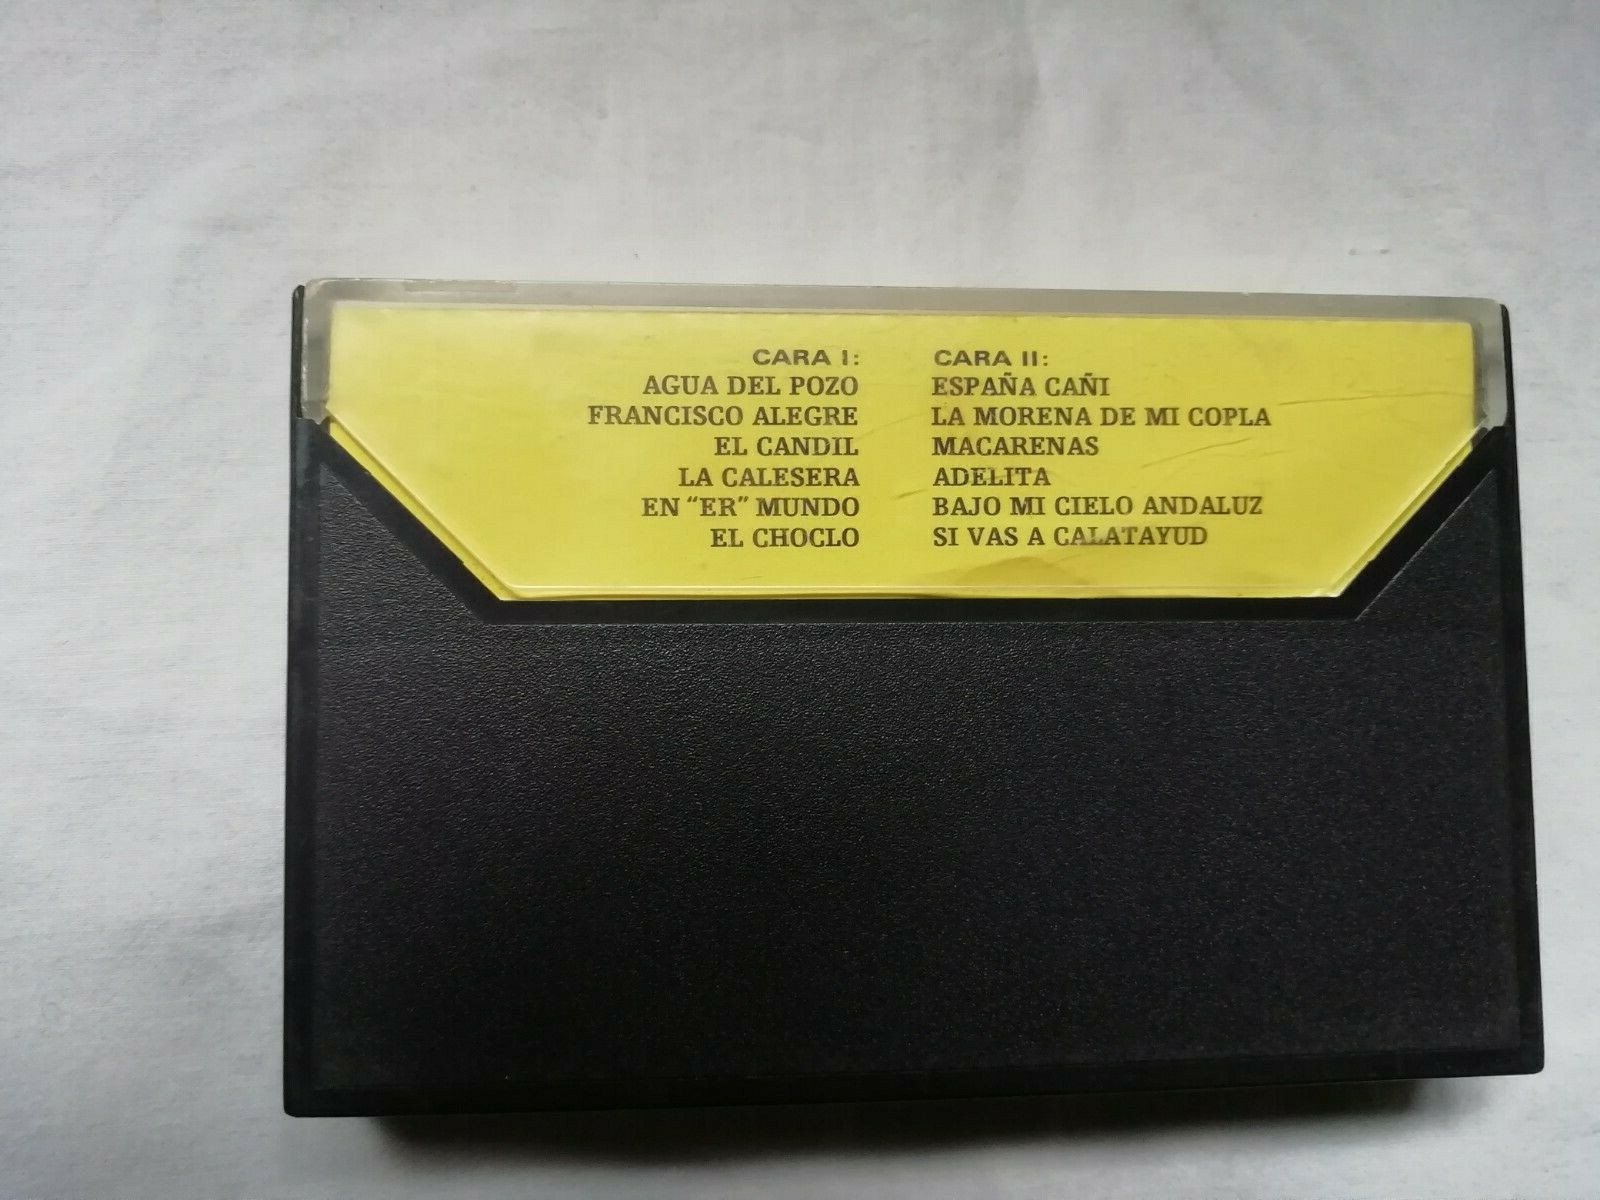 CARA I:
AGUA DEL POZO
FRANCISCO ALEGRE
EL CANDIL
LA CALESERA
EN "ER" MUNDO
EL CHOCLO
CARA II:
ESPAÑA CAÑI
LA MORENA DE MI COPLA
MACARENAS
ADELITA
BAJO MI CIELO ANDALUZ
SI VAS A CALATAYUD